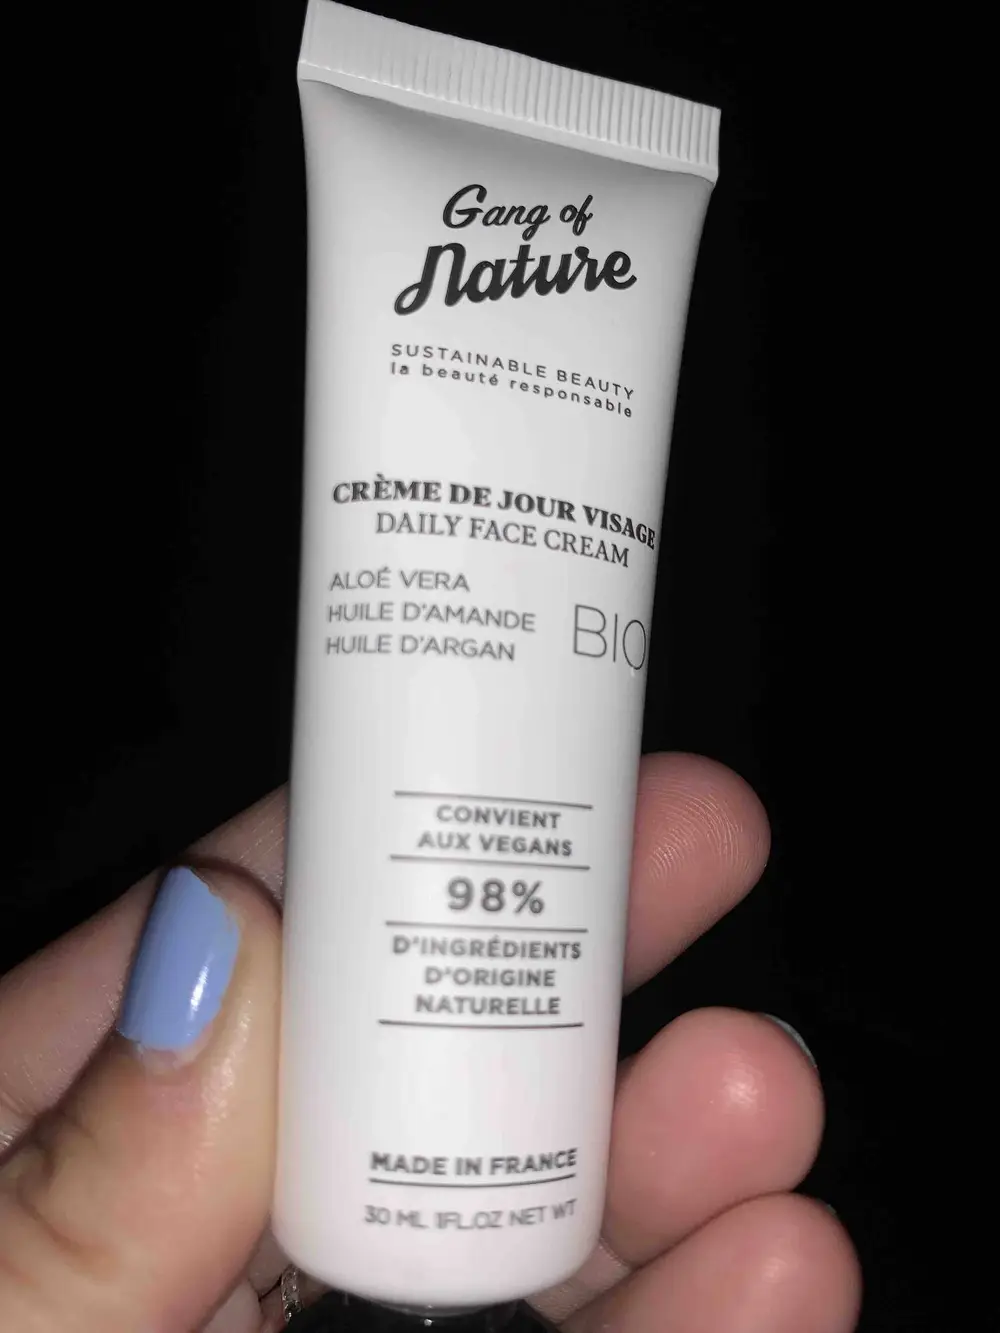 Gang of
Nature
SUSTAINABLE BEAUTY
la beauté responsable
CRÈME DE JOUR VISAGE
DAILY FACE CREAM
ALOÉ VERA
HUILE D'AMANDE
HUILE D'ARGAN
BIO
CONVIENT
AUX VEGANS
98%
D'INGRÉDIENTS
D'ORIGINE
NATURELLE
MADE IN FRANCE
30 ML 1FL.OZ NET WT